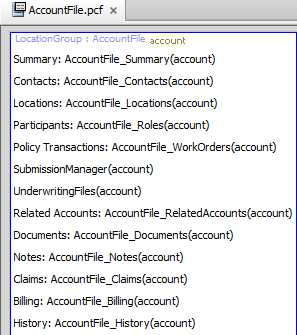 AccountFile.pcf
LocationGroup : AccountFile account
Summary: AccountFile_Summary(account)
Contacts: AccountFile_Contacts(account)
Locations: AccountFile_Locations(account)
Participants: AccountFile_Roles(account)
Policy Transactions: AccountFile_WorkOrders(account)
SubmissionManager(account)
UnderwritingFiles(account)
Related Accounts: AccountFile_RelatedAccounts(account)
Documents: AccountFile_Documents(account)
Notes: AccountFile_Notes(account)
Claims: AccountFile_Claims(account)
Billing: AccountFile_Billing(account)
History: AccountFile_History(account)